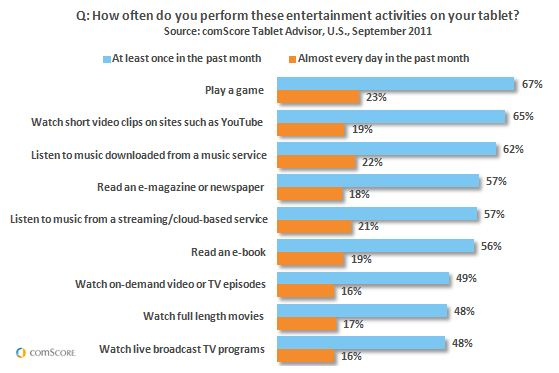 Q: How often do you perform these entertainment activities on your tablet?
Source: comScore Tablet Advisor, U.S., September 2011
At least once in the past month Almost every day in the past month
Play a game 67%
23%
Watch short video clips on sites such as YouTube 65%
19%
Listen to music downloaded from a music service 62%
22%
Read an e-magazine or newspaper 57%
18%
Listen to music from a streaming/cloud-based service 57%
21%
Read an e-book 56%
19%
Watch on-demand video or TV episodes 49%
16%
Watch full length movies 48%
17%
Watch live broadcast TV programs 48%
16%
comScore